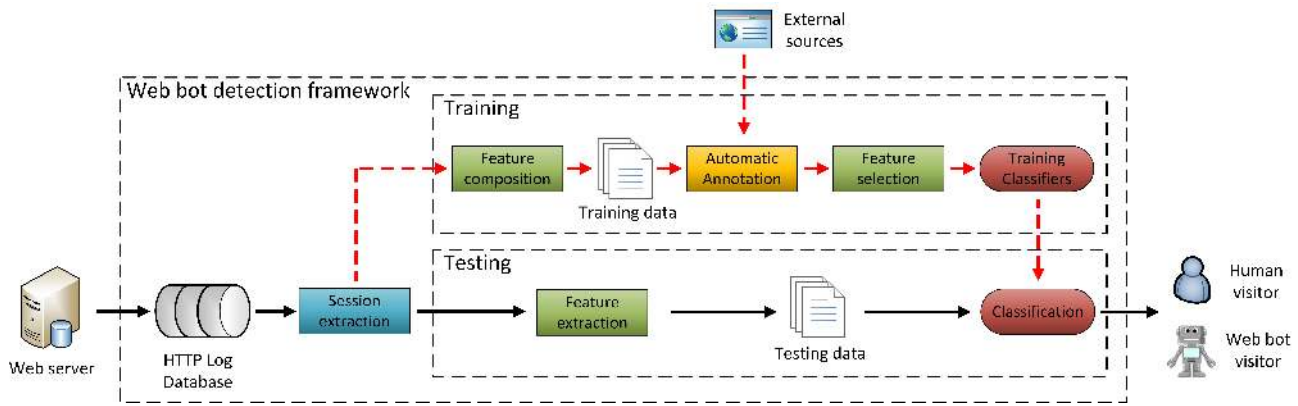 External
sources
Web bot detection framework
Training
Feature
composition
Training data
Automatic
Annotation
Feature
selection
Training
Classifiers
Testing
Web server
HTTP Log
Database
Session
extraction
Feature
extraction
Testing data
Classification
Human
visitor
Web bot
visitor